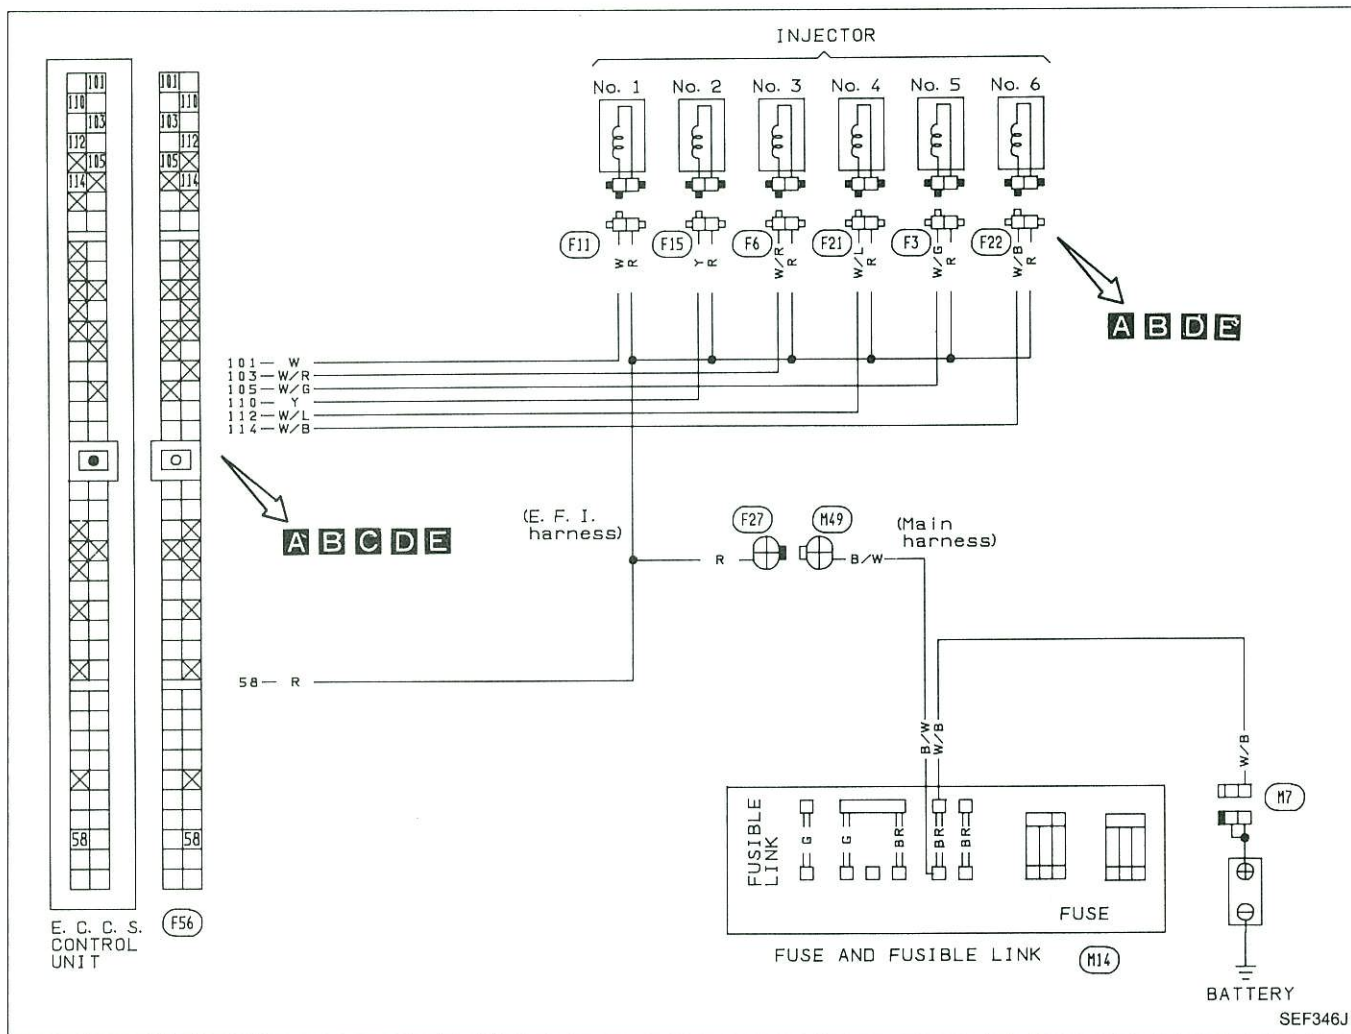 INJECTOR
No. 1 No. 2 No. 3 No. 4 No. 5 No. 6
101 101
110 110
103 103
112 112
105 105
114 114
F11 F15 F6 F21 F3 F22
W R Y R W/R R W/L R W/G R W/B R
A B D E
101 W
103 W/R
105 W/G
110 Y
112 W/L
114 W/B
A B C D E
(E. F. I. harness)
F27 M49
(Main harness)
R B/W
58 R
B/W W/B W/B
M7
FUSIBLE LINK
G G BR BR BR
58 58
FUSE
E. C. C. S.
CONTROL
UNIT
F56
FUSE AND FUSIBLE LINK M14
BATTERY
SEF346J